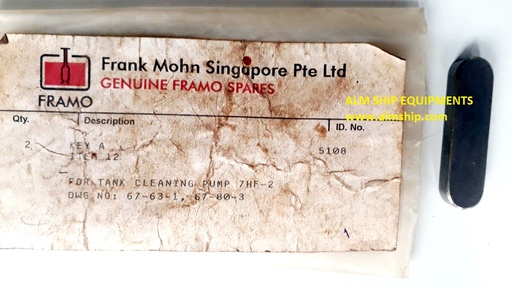 Frank Mohn Singapore Pte Ltd
GENUINE FRAMO SPARES
FRAMO
ALM SHIP EQUIPMENTS
www.almship.com
Qty. Description ID. No.
2 KEY A 5108
ITEM 12
FOR TANK CLEANING PUMP 7HF-2
DWG NO: 67-63-1, 67-80-3